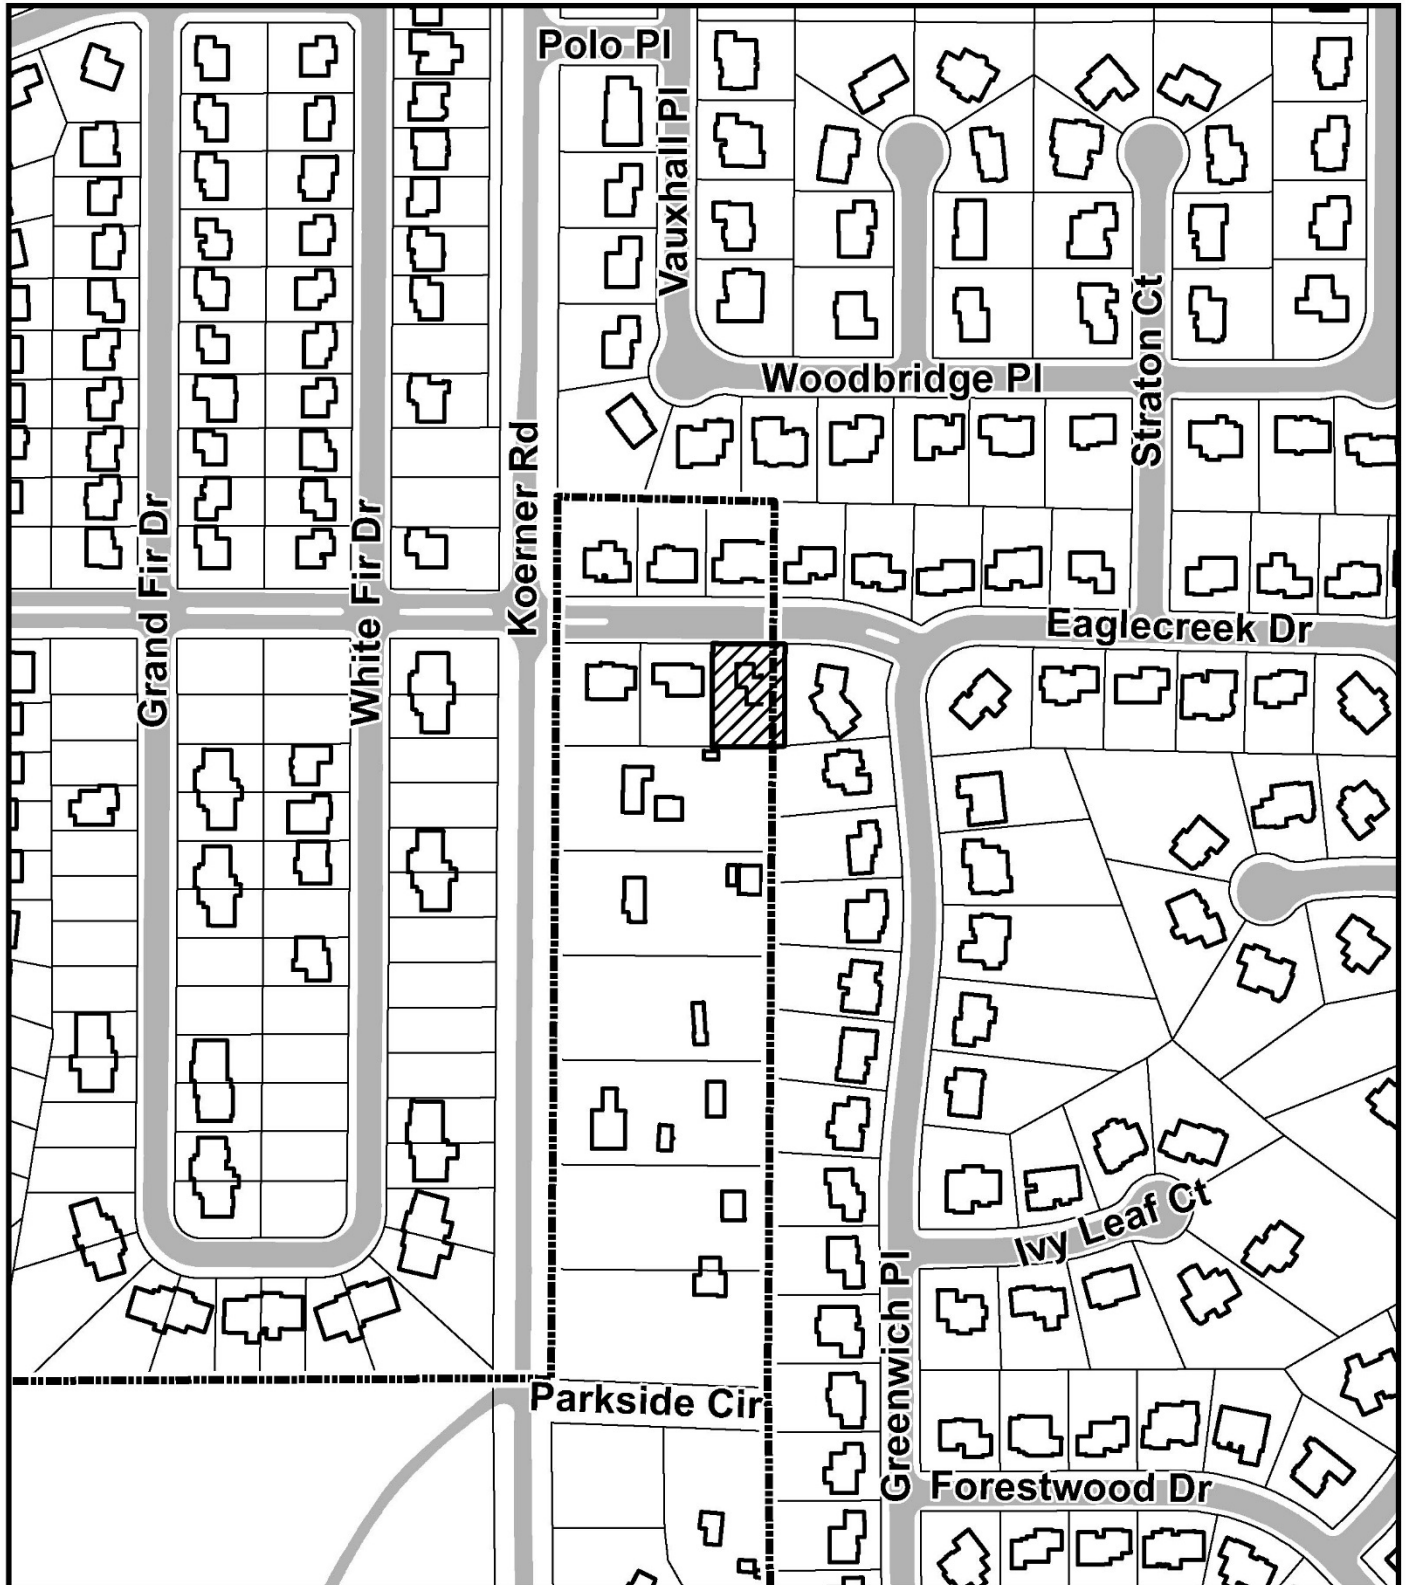 Polo Pl
Vauxhall Pl
Woodbridge Pl
Straton Ct
Koerner Rd
Grand Fir Dr
White Fir Dr
Eaglecreek Dr
Ivy Leaf Ct
Greenwich Pl
Parkside Cir
Forestwood Dr